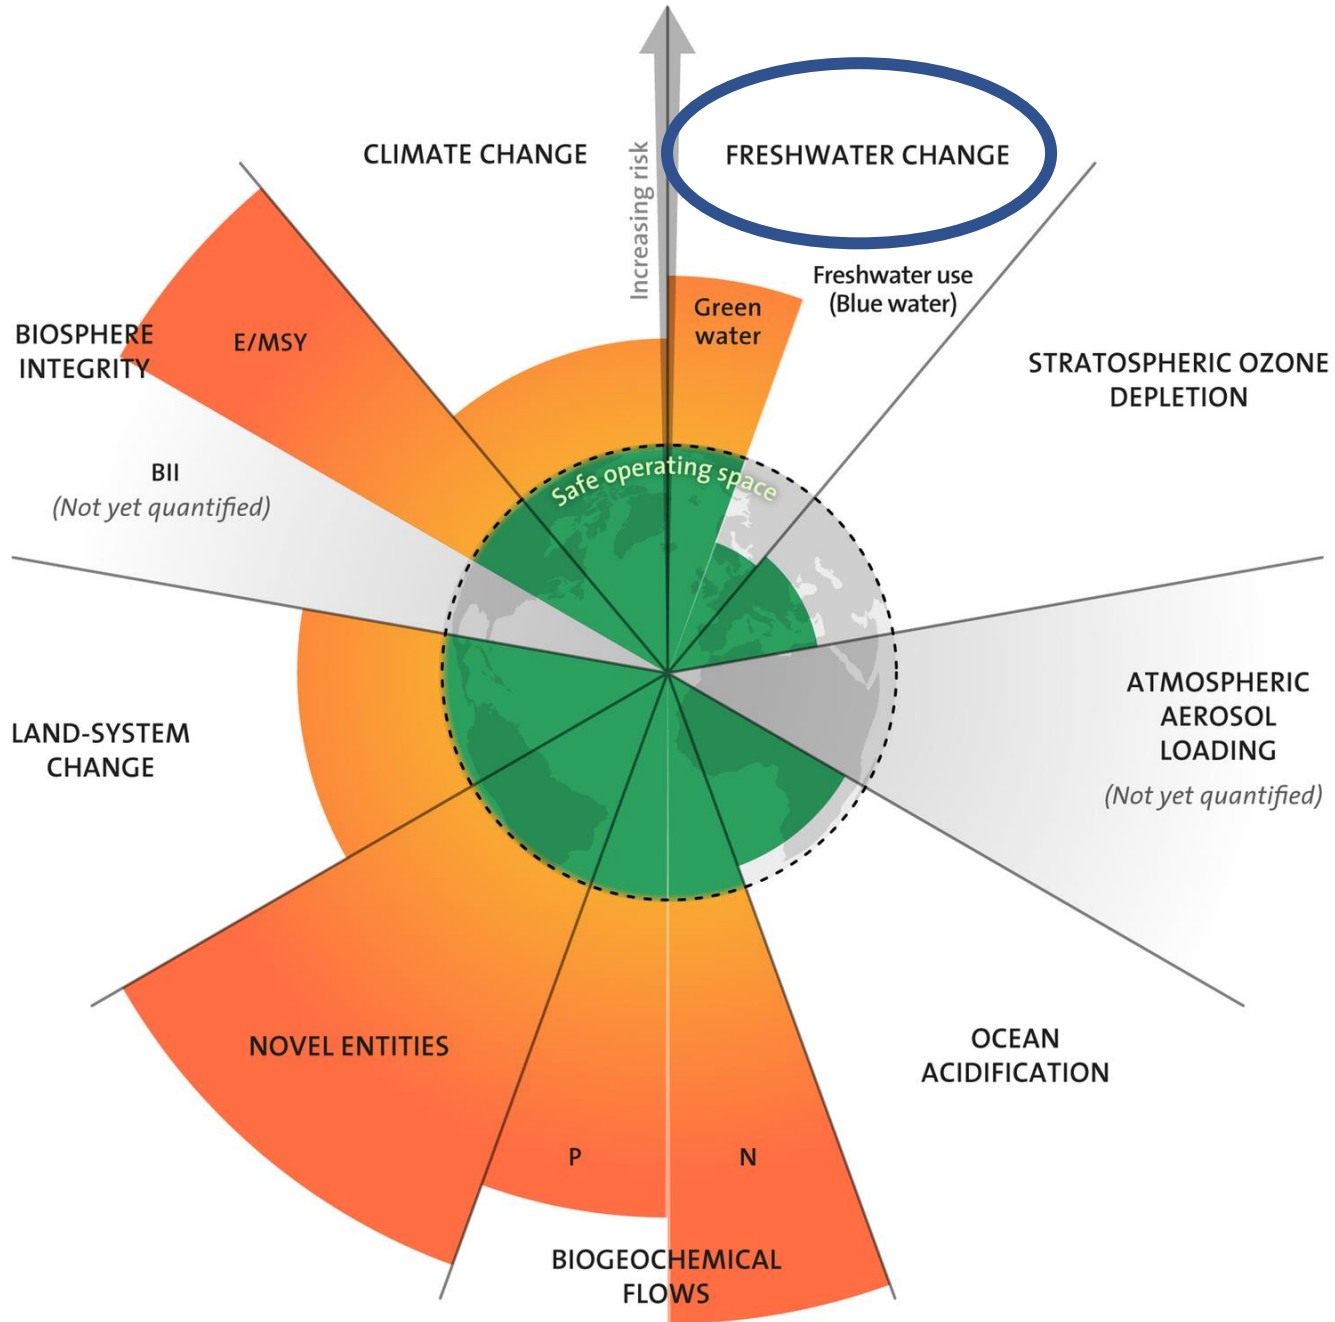 CLIMATE CHANGE
Increasing risk
FRESHWATER CHANGE
Freshwater use
(Blue water)
Green
water
STRATOSPHERIC OZONE
DEPLETION
BIOSPHERE
INTEGRITY
E/MSY
BII
(Not yet quantified)
Safe operating space
ATMOSPHERIC
AEROSOL
LOADING
(Not yet quantified)
LAND-SYSTEM
CHANGE
NOVEL ENTITIES
OCEAN
ACIDIFICATION
P
N
BIOGEOCHEMICAL
FLOWS